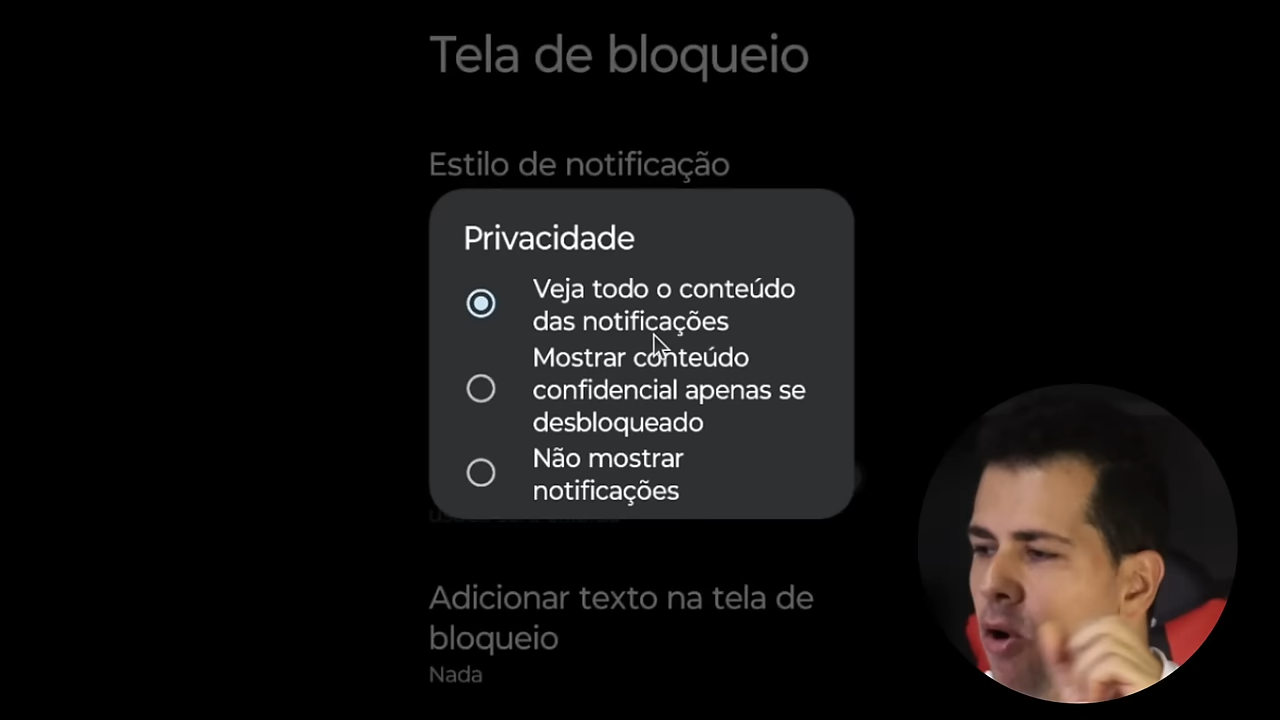 Tela de bloqueio
Estilo de notificação
Privacidade
Veja todo o conteúdo
das notificações
Mostrar conteúdo
confidencial apenas se
desbloqueado
Não mostrar
notificações
Adicionar texto na tela de
bloqueio
Nada